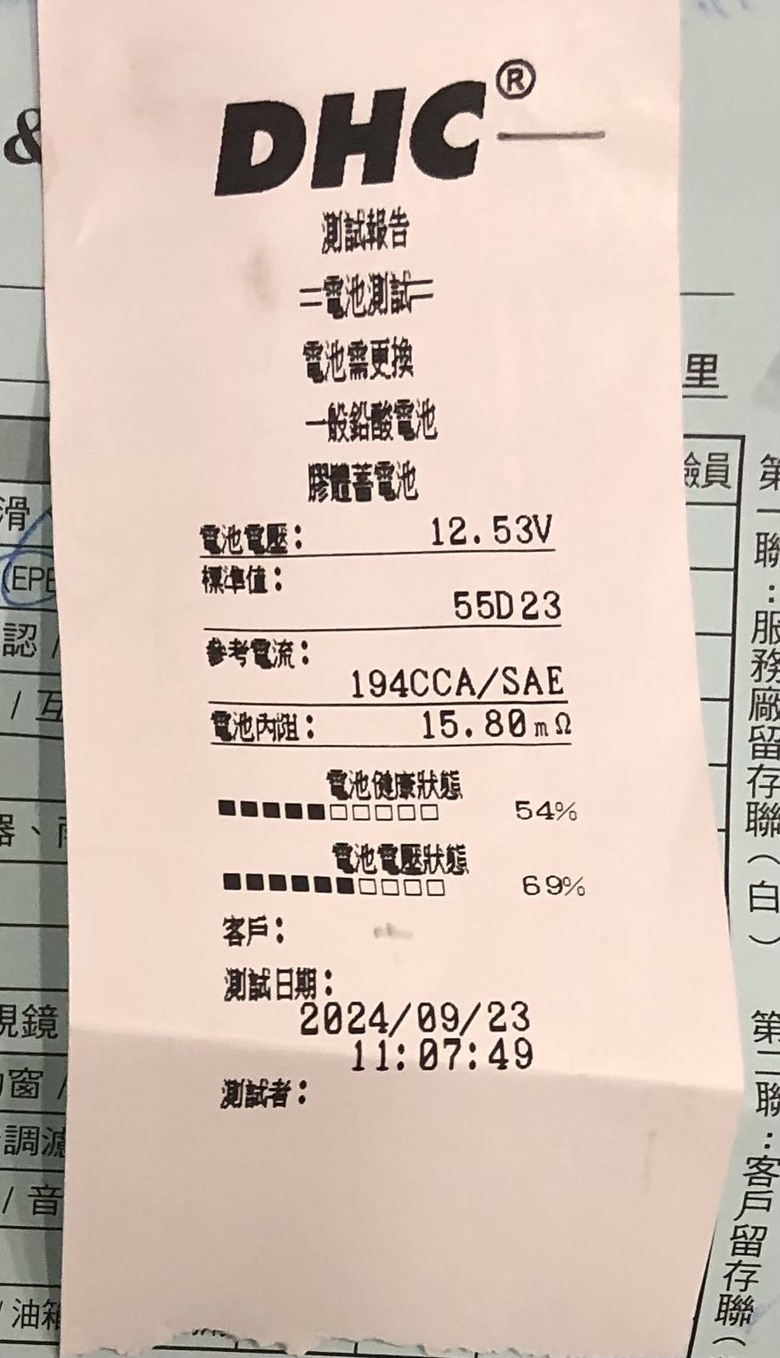 DHC®
測試報告
=電池測試=
電池需更換
一般鉛酸電池
膠體蓄電池
電池電壓: 12.53V
標準值:
55D23
參考電流:
194CCA/SAE
電池內阻: 15.80mΩ
電池健康狀態
54%
電池電壓狀態
69%
客戶:
測試日期:
2024/09/23
11:07:49
測試者:
&
里
滑
(EPB
認 /
/ 互
器、
視鏡
窗 /
調濾
/ 音
/ 油箱
驗員
第一聯:服務廠留存聯(白)
第二聯:客戶留存聯(